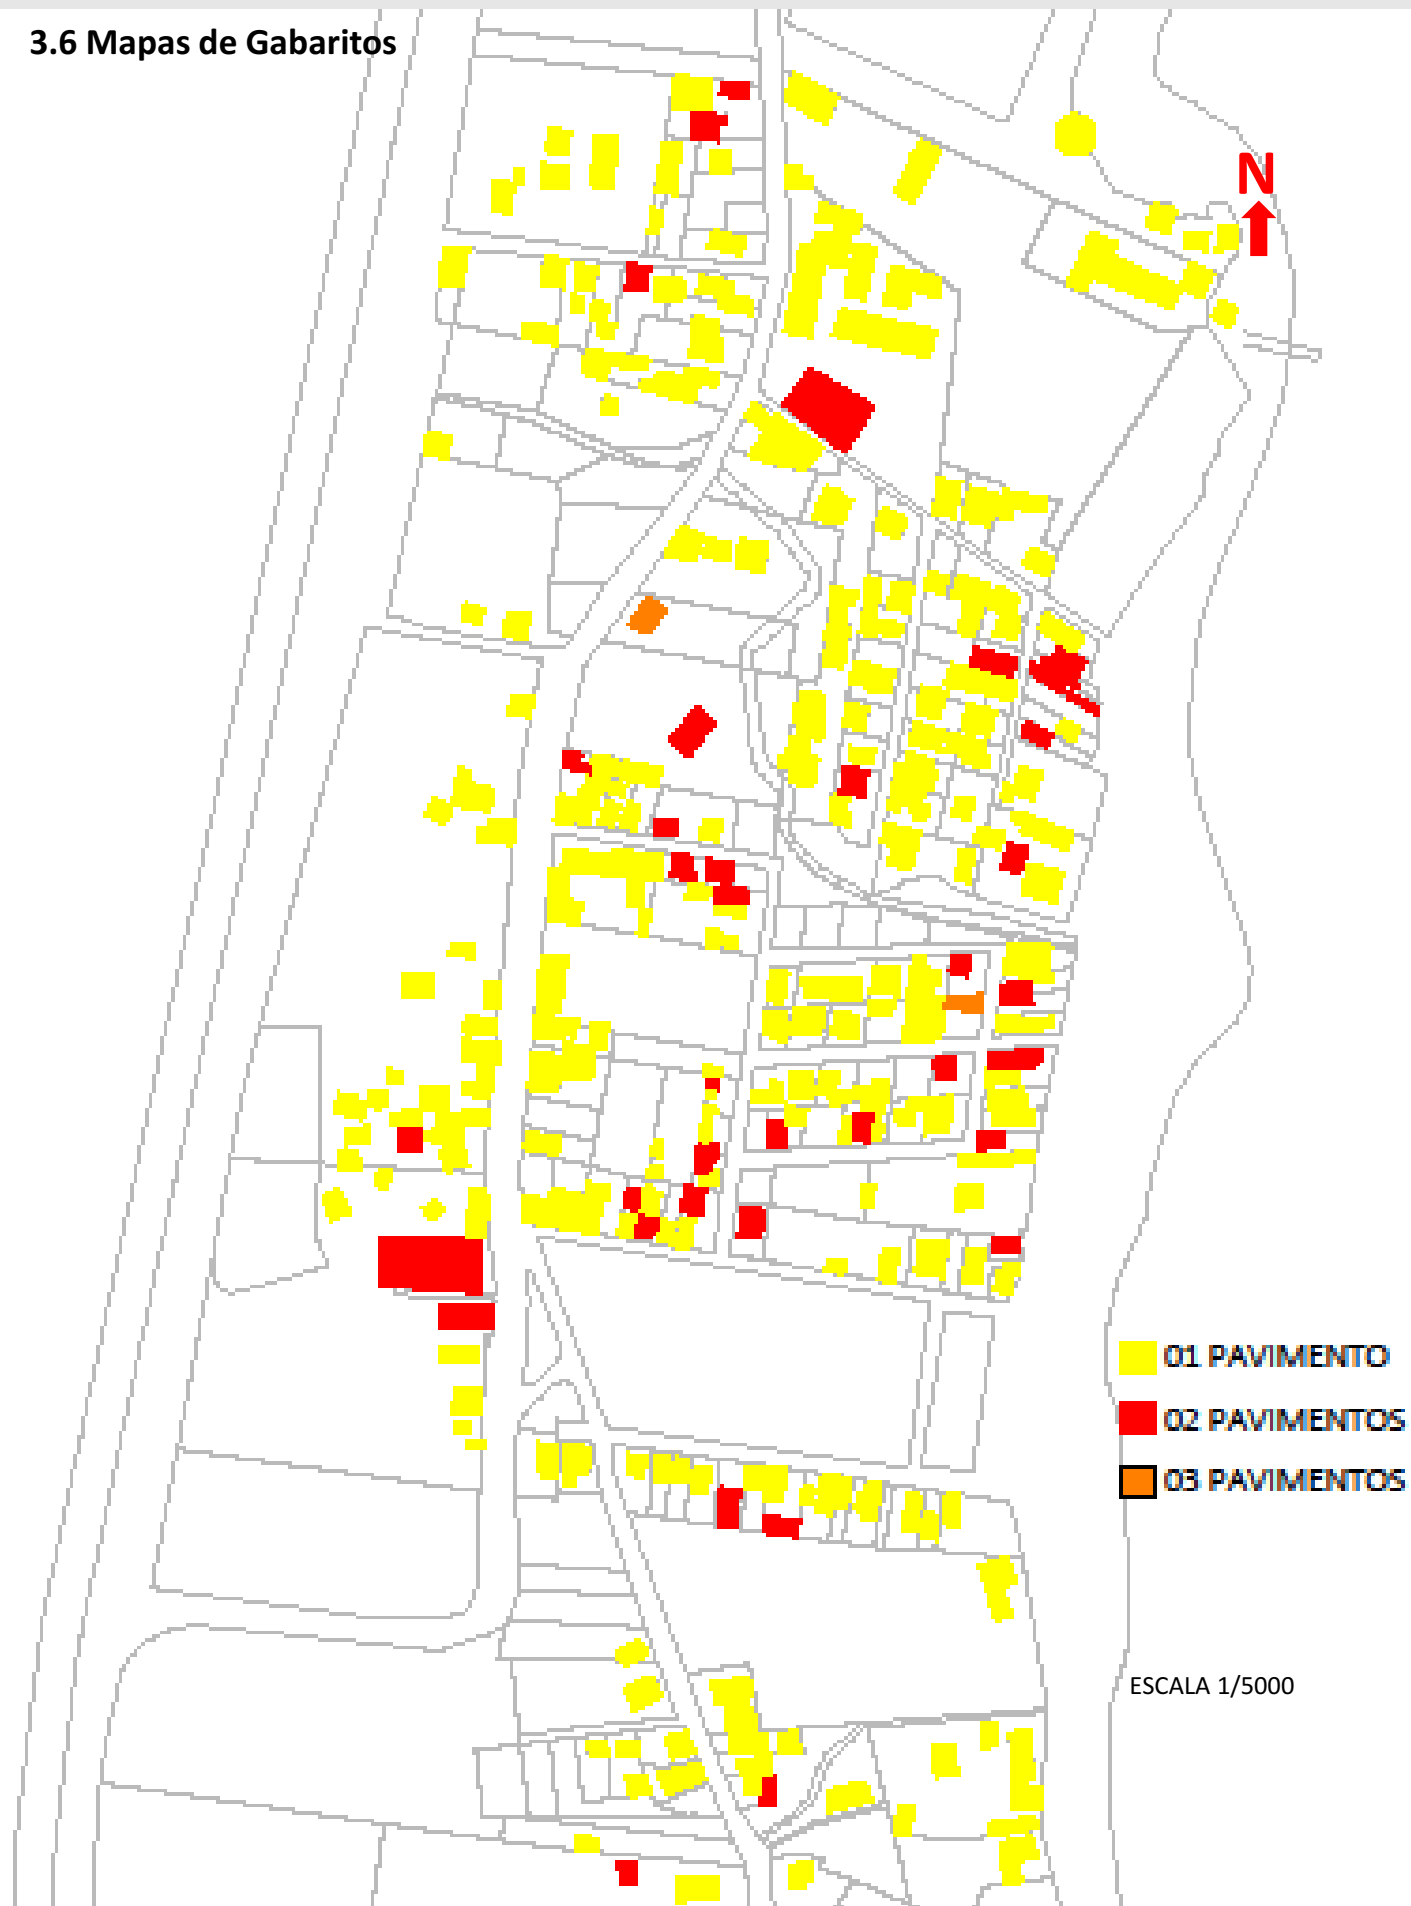 3.6 Mapas de Gabaritos
N
01 PAVIMENTO
02 PAVIMENTOS
03 PAVIMENTOS
ESCALA 1/5000